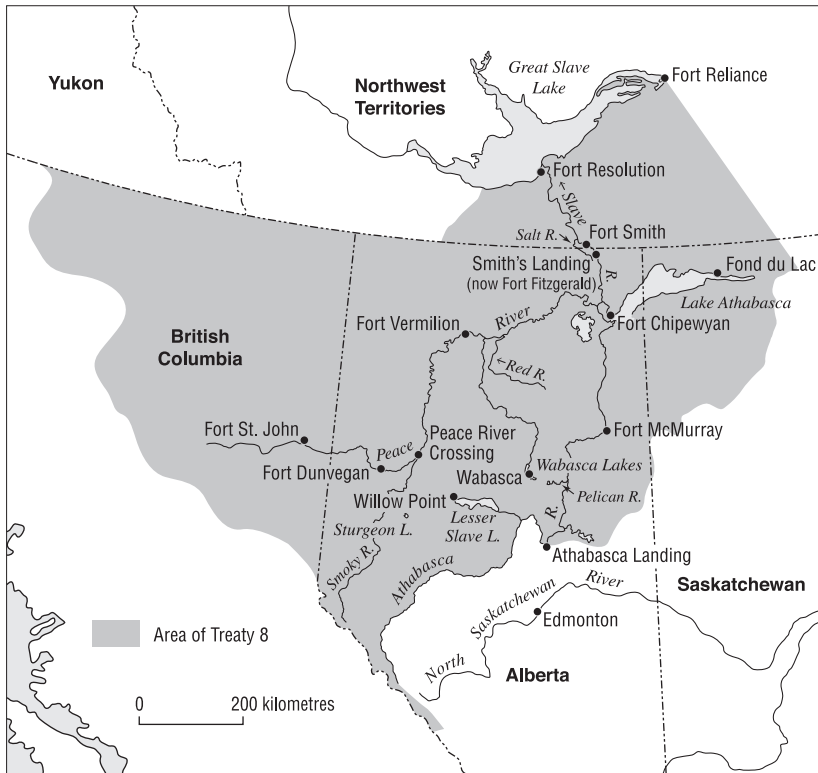 Yukon
Northwest
Territories
Great Slave
Lake
Fort Reliance
Fort Resolution
←Slave
Salt R.
Fort Smith
Smith's Landing
(now Fort Fitzgerald)
R.
Fond du Lac
Lake Athabasca
Fort Chipewyan
Fort Vermilion
River
←Red R.
British
Columbia
Fort St. John
Peace
Fort Dunvegan
Peace River
Crossing
Fort McMurray
Wabasca
Wabasca Lakes
Pelican R.
Willow Point
Lesser
Slave L.
Sturgeon L.
R.
Smoky R.
Athabasca
Athabasca Landing
Saskatchewan
Saskatchewan
River
Edmonton
North
Alberta
Area of Treaty 8
0
200 kilometres